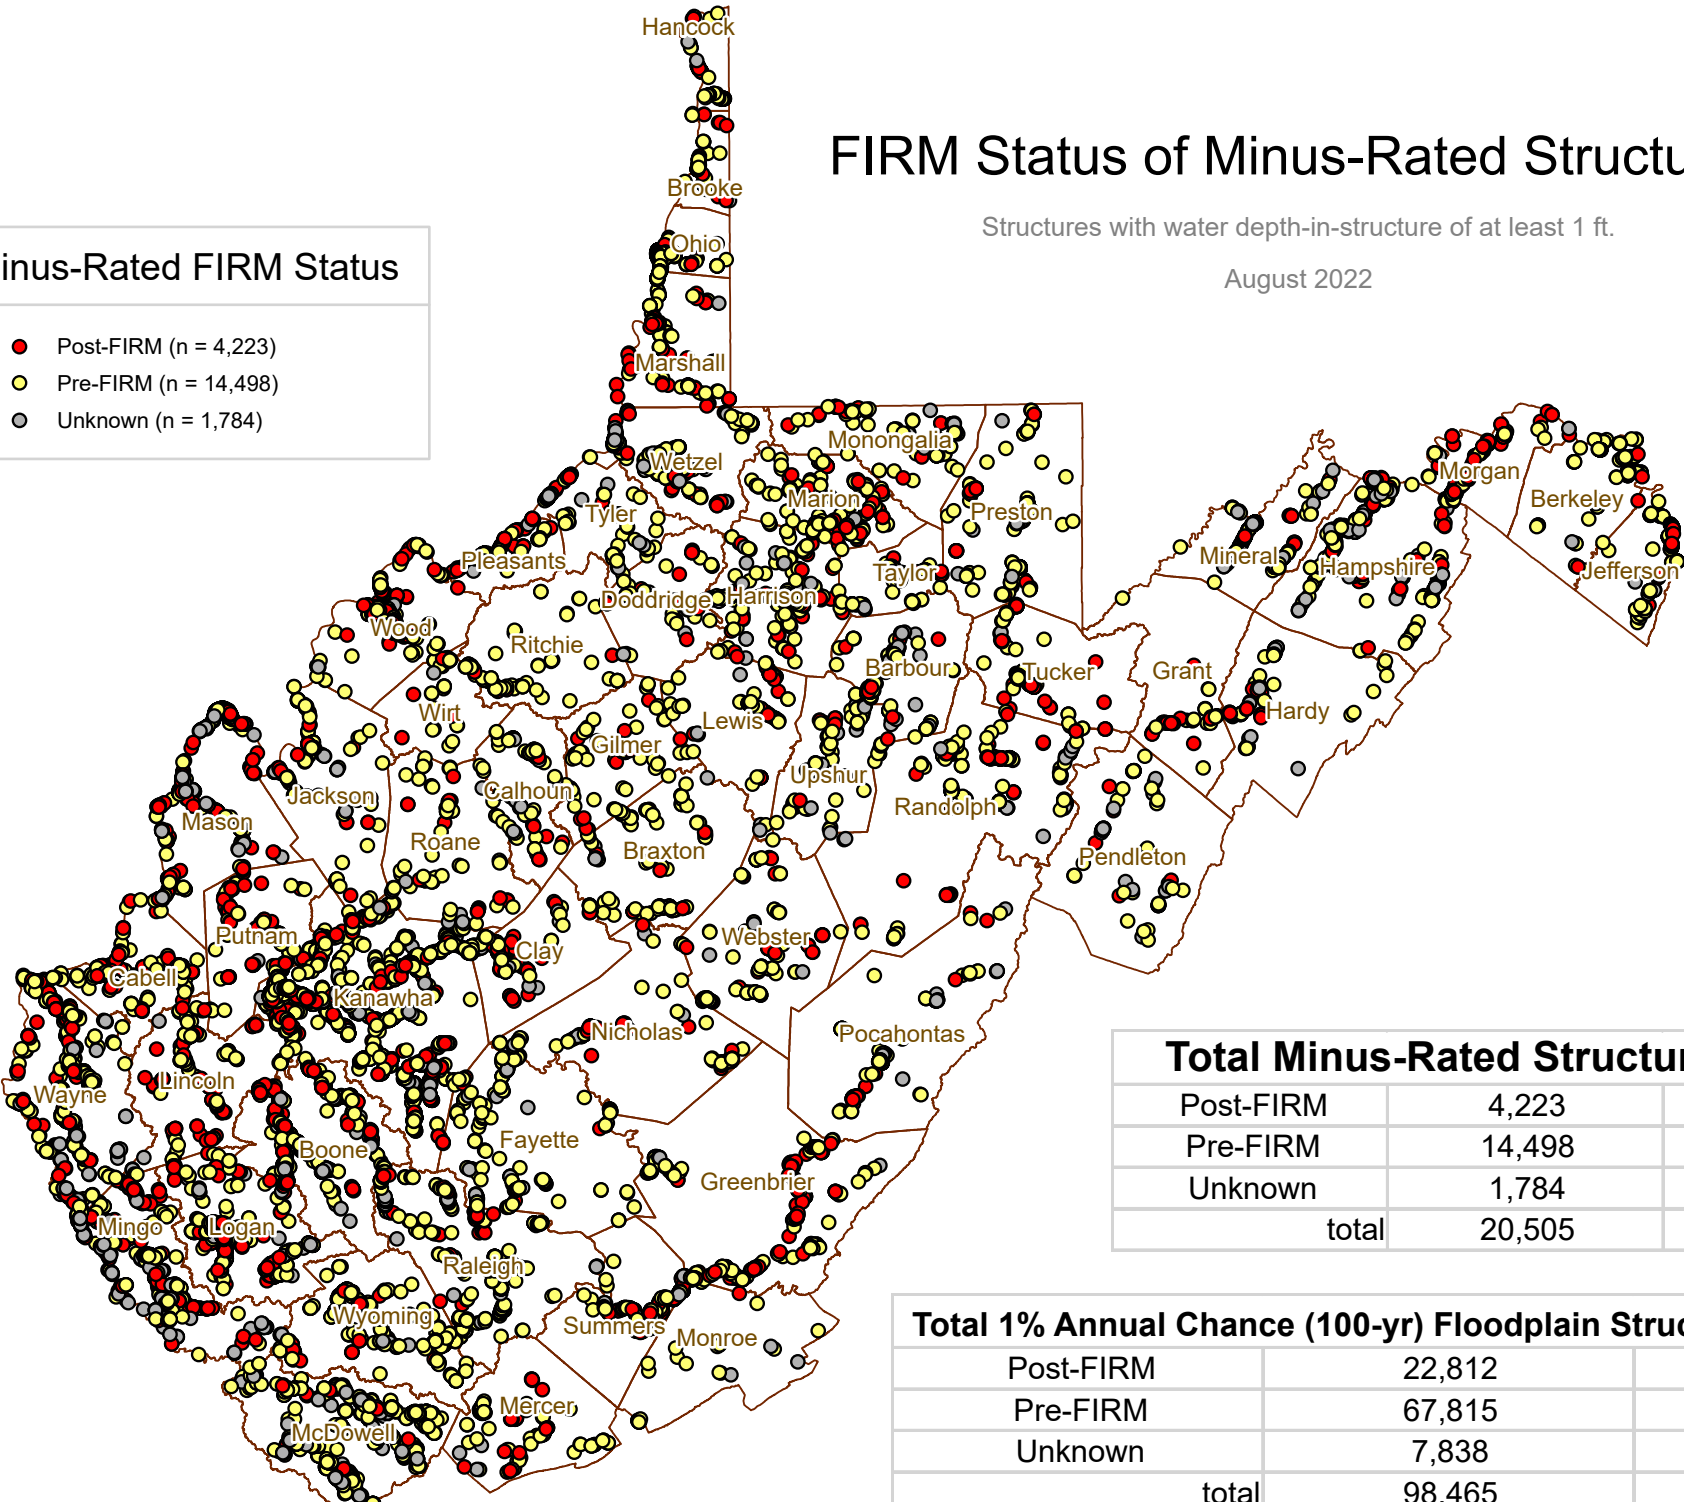 Hancock
Brooke
Ohio
Marshall
FIRM Status of Minus-Rated Structu
Structures with water depth-in-structure of at least 1 ft.
August 2022
inus-Rated FIRM Status
Post-FIRM (n = 4,223)
Pre-FIRM (n = 14,498)
Unknown (n = 1,784)
Monongalia
Wetzel
Marion
Preston
Tyler
Pleasants
Taylor
Doddridge
Harrison
Wood
Ritchie
Barbour
Tucker
Grant
Mineral
Hampshire
Morgan
Berkeley
Jefferson
Hardy
Wirt
Lewis
Gilmer
Upshur
Calhoun
Jackson
Randolph
Mason
Roane
Braxton
Pendleton
Putnam
Clay
Webster
Cabell
Kanawha
Nicholas
Pocahontas
Wayne
Lincoln
Boone
Fayette
Greenbrier
Mingo
Logan
Raleigh
Wyoming
Summers
Monroe
Mercer
McDowell
Total Minus-Rated Structur
Post-FIRM 4,223
Pre-FIRM 14,498
Unknown 1,784
total 20,505
Total 1% Annual Chance (100-yr) Floodplain Struc
Post-FIRM 22,812
Pre-FIRM 67,815
Unknown 7,838
total 98,465